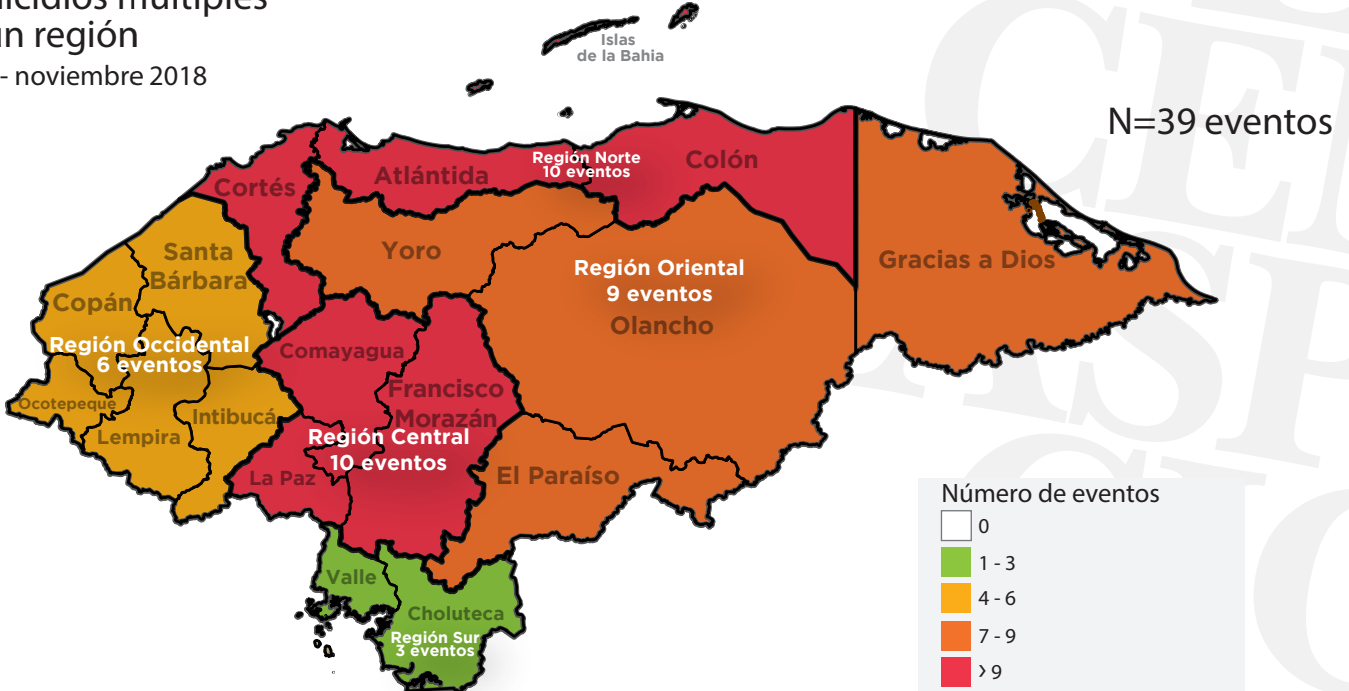 múltiples
región
- noviembre 2018
Islas
de la Bahia
N=39 eventos
Cortés
Atlántida
Región Norte
10 eventos
Colón
Santa
Bárbara
Yoro
Gracias a Dios
Copán
Región Oriental
9 eventos
Olancho
Región Occidental
6 eventos
Comayagua
Francisco
Morazán
Ocotepeque
Intibucá
Lempira
Región Central
10 eventos
La Paz
El Paraíso
Valle
Choluteca
Región Sur
3 eventos
Número de eventos
0
1 - 3
4 - 6
7 - 9
> 9